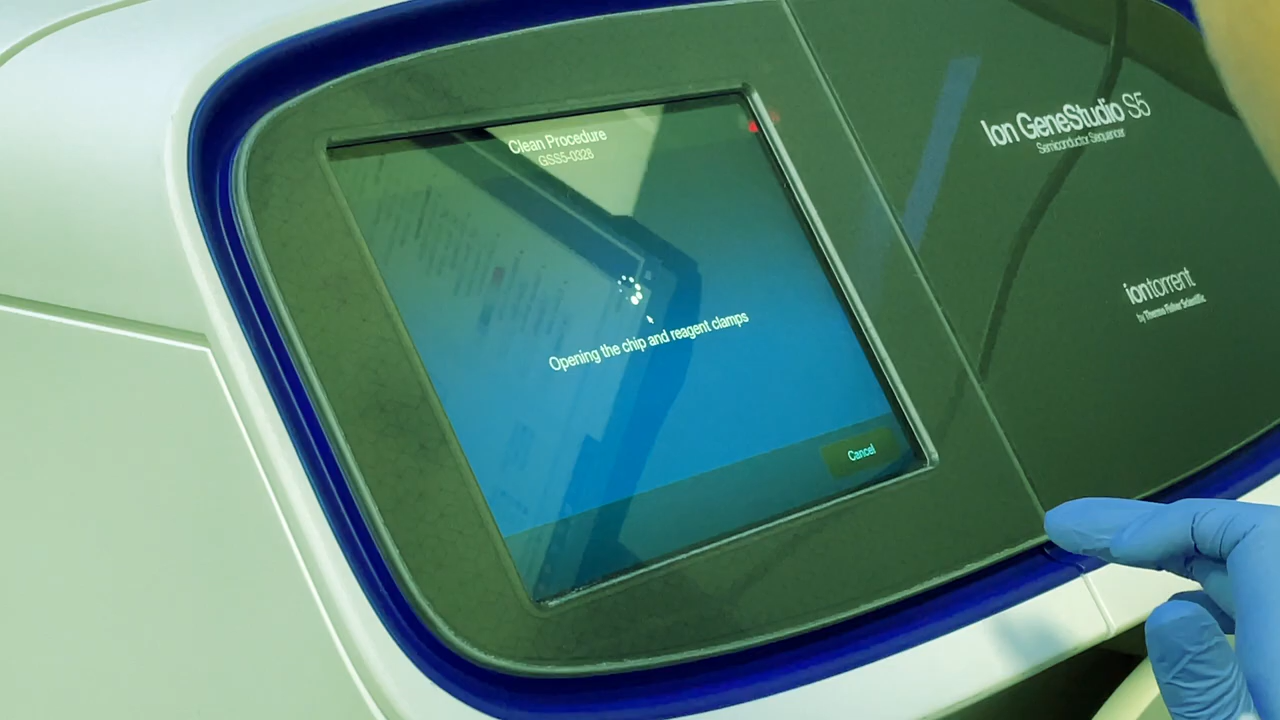 Clean Procedure
GSS5-0328
Opening the chip and reagent clamps
Cancel
Ion GeneStudio S5
Semiconductor Sequencer
iontorrent
by Thermo Fisher Scientific